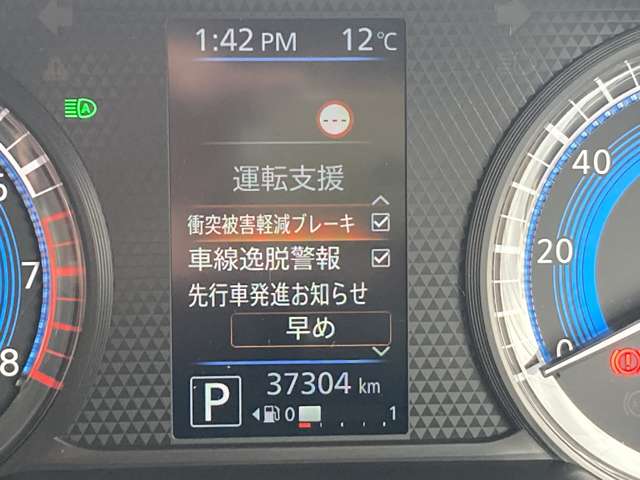 1:42 PM 12℃
---
運転支援
衝突被害軽減ブレーキ
車線逸脱警報
先行車発進お知らせ
早め
P 37304 km
0 1
A
6
7
8
40
20
0